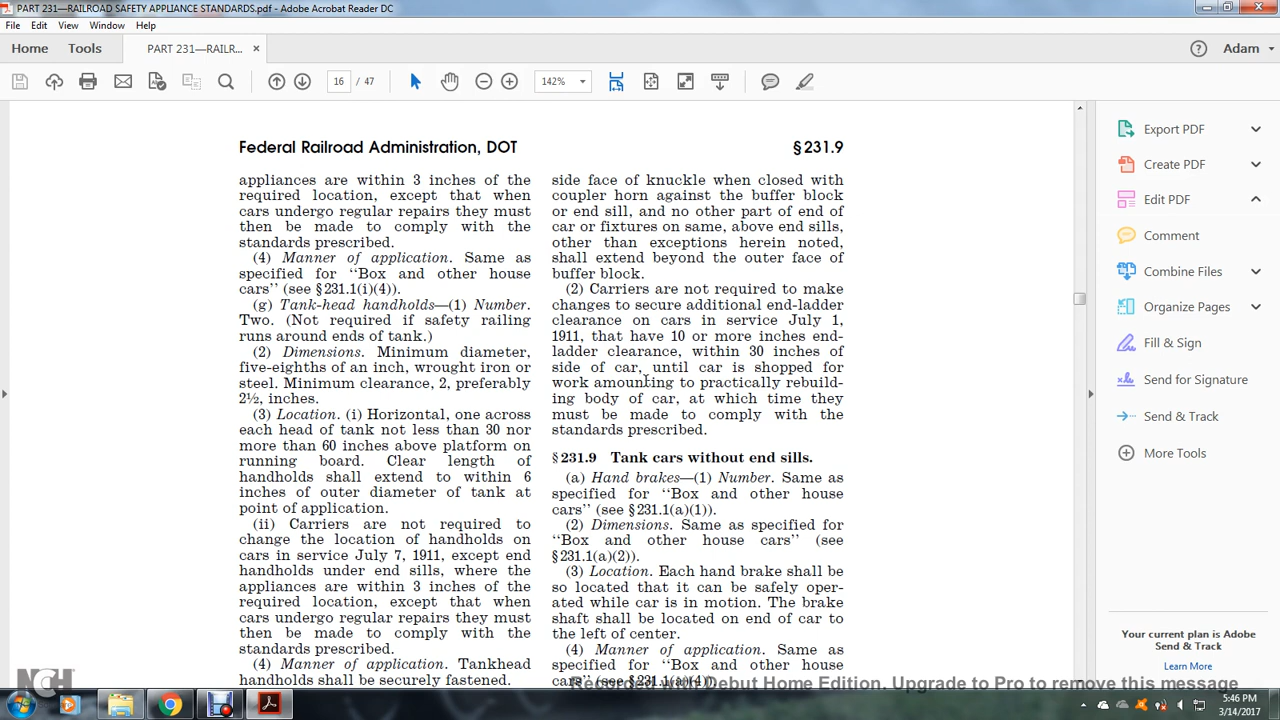 PART 231—RAILROAD SAFETY APPLIANCE STANDARDS.pdf - Adobe Acrobat Reader DC
File Edit View Window Help
Home Tools PART 231—RAILR... × Adam
16 / 47 142%
Federal Railroad Administration, DOT § 231.9
appliances are within 3 inches of the
required location, except that when
cars undergo regular repairs they must
then be made to comply with the
standards prescribed.
(4) Manner of application. Same as
specified for ‘‘Box and other house
cars’’ (see § 231.1(i)(4)).
(g) Tank-head handholds—(1) Number.
Two. (Not required if safety railing
runs around ends of tank.)
(2) Dimensions. Minimum diameter,
five-eighths of an inch, wrought iron or
steel. Minimum clearance, 2, preferably
2½, inches.
(3) Location. (i) Horizontal, one across
each head of tank not less than 30 nor
more than 60 inches above platform on
running board. Clear length of
handholds shall extend to within 6
inches of outer diameter of tank at
point of application.
(ii) Carriers are not required to
change the location of handholds on
cars in service July 7, 1911, except end
handholds under end sills, where the
appliances are within 3 inches of the
required location, except that when
cars undergo regular repairs they must
then be made to comply with the
standards prescribed.
(4) Manner of application. Tankhead
handholds shall be securely fastened.
side face of knuckle when closed with
coupler horn against the buffer block
or end sill, and no other part of end of
car or fixtures on same, above end sills,
other than exceptions herein noted,
shall extend beyond the outer face of
buffer block.
(2) Carriers are not required to make
changes to secure additional end-ladder
clearance on cars in service July 1,
1911, that have 10 or more inches end-
ladder clearance, within 30 inches of
side of car, until car is shopped for
work amounting to practically rebuild-
ing body of car, at which time they
must be made to comply with the
standards prescribed.
§ 231.9 Tank cars without end sills.
(a) Hand brakes—(1) Number. Same as
specified for ‘‘Box and other house
cars’’ (see § 231.1(a)(1)).
(2) Dimensions. Same as specified for
‘‘Box and other house cars’’ (see
§ 231.1(a)(2)).
(3) Location. Each hand brake shall be
so located that it can be safely oper-
ated while car is in motion. The brake
shaft shall be located on end of car to
the left of center.
(4) Manner of application. Same as
specified for ‘‘Box and other house
cars’’ (see § 231.1(a)(4)).
Export PDF
Create PDF
Edit PDF
Comment
Combine Files
Organize Pages
Fill & Sign
Send for Signature
Send & Track
More Tools
Your current plan is Adobe
Send & Track
Learn More
NCH
Recorded with Debut Home Edition. Upgrade to Pro to remove this message
5:46 PM
3/14/2017